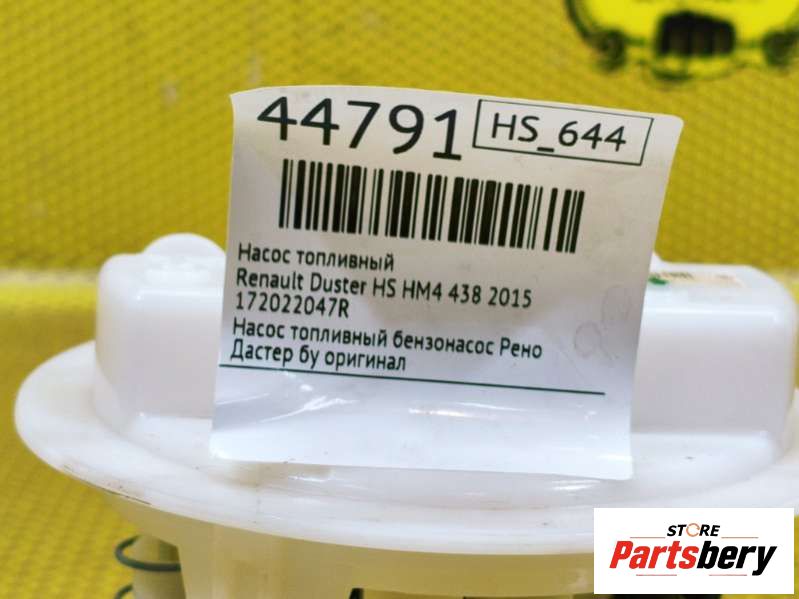 44791
HS_644
Насос топливный
Renault Duster HS HM4 438 2015
172022047R
Насос топливный бензонасос Рено
Дастер бу оригинал
STORE
Partsbery